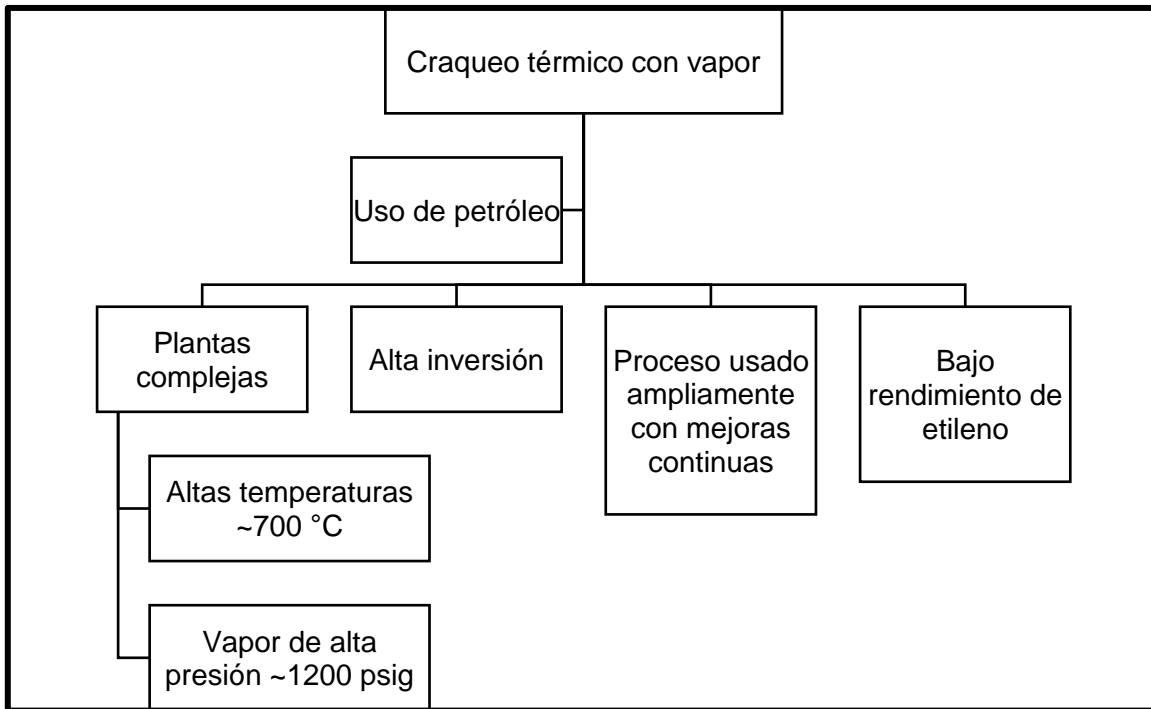 Craqueo térmico con vapor
Uso de petróleo
Plantas
complejas
Alta inversión
Proceso usado
ampliamente
con mejoras
continuas
Bajo
rendimiento de
etileno
Altas temperaturas
~700 °C
Vapor de alta
presión ~1200 psig